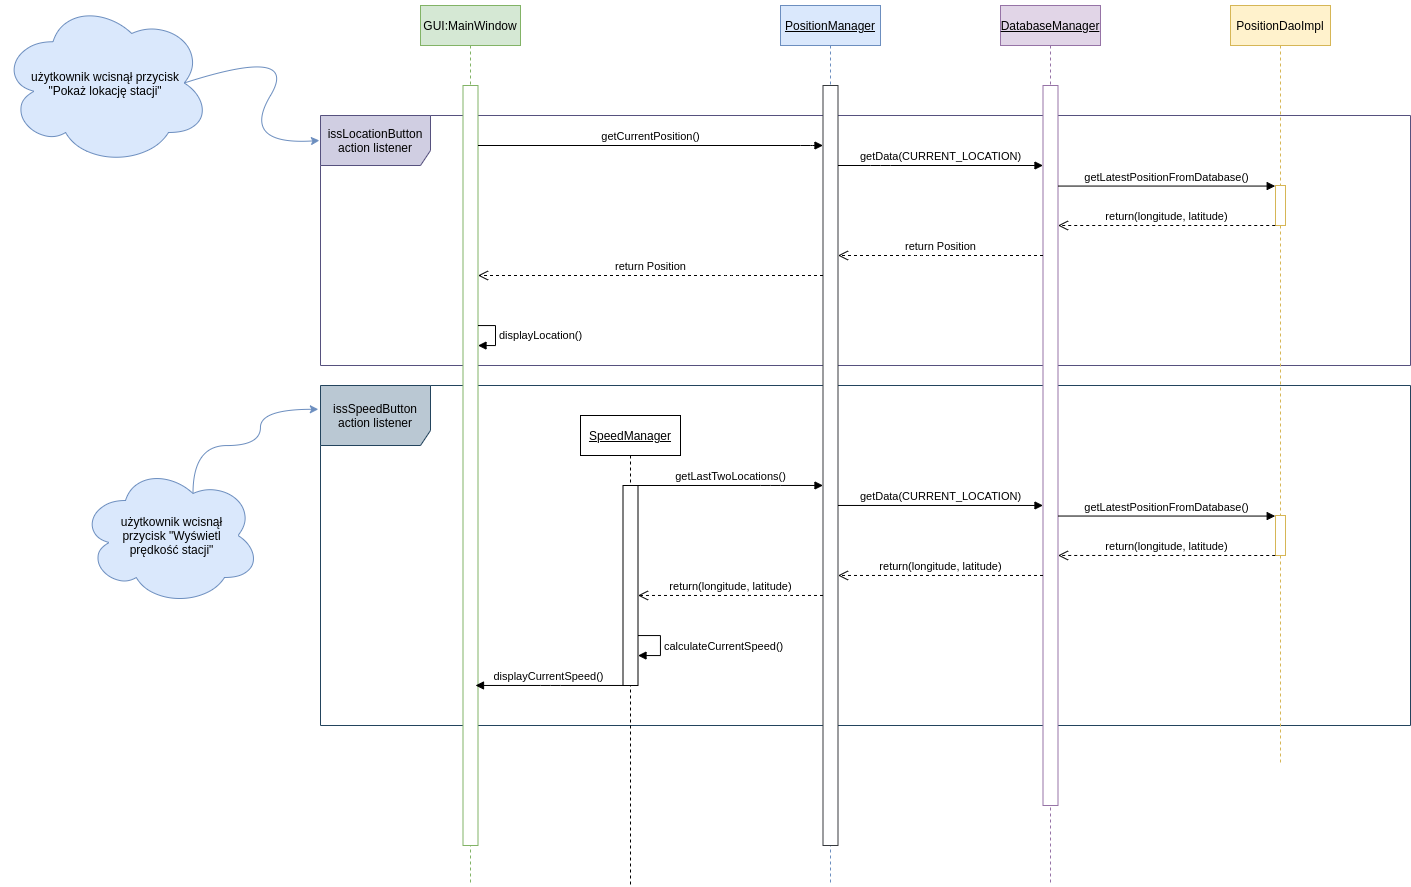 GUI:MainWindow
PositionManager
DatabaseManager
PositionDaoImpl
użytkownik wcisnął przycisk
"Pokaż lokację stacji"
issLocationButton
action listener
getCurrentPosition()
getData(CURRENT_LOCATION)
getLatestPositionFromDatabase()
return(longitude, latitude)
return Position
return Position
displayLocation()
issSpeedButton
action listener
SpeedManager
getLastTwoLocations()
getData(CURRENT_LOCATION)
getLatestPositionFromDatabase()
użytkownik wcisnął
przycisk "Wyświetl
prędkość stacji"
return(longitude, latitude)
return(longitude, latitude)
return(longitude, latitude)
calculateCurrentSpeed()
displayCurrentSpeed()